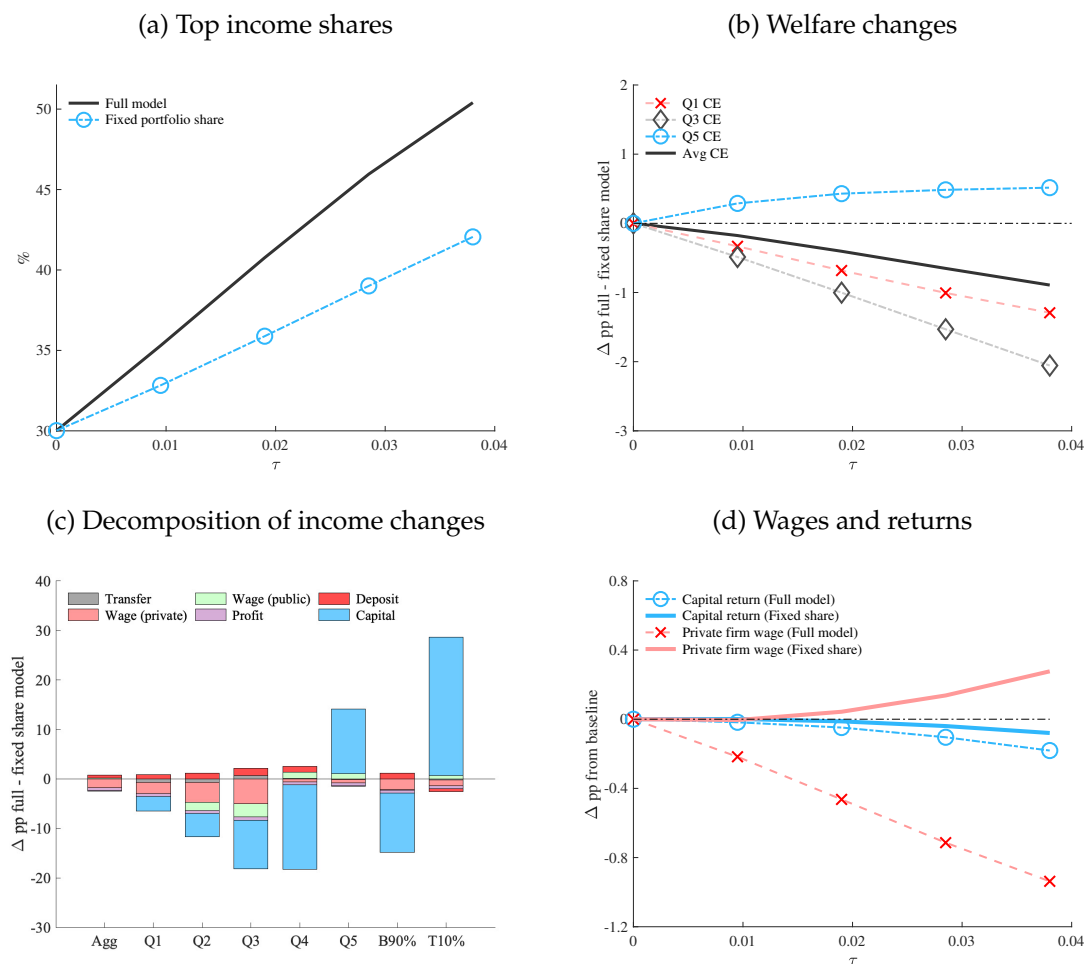 (a) Top income shares
50
45
40
35
30
%
Full model
Fixed portfolio share
0
0.01
0.02
0.03
0.04
τ
(b) Welfare changes
2
1
0
-1
-2
-3
Δ pp full - fixed share model
Q1 CE
Q3 CE
Q5 CE
Avg CE
0
0.01
0.02
0.03
0.04
τ
(c) Decomposition of income changes
40
30
20
10
0
-10
-20
-30
Δ pp full - fixed share model
Transfer
Wage (private)
Wage (public)
Profit
Deposit
Capital
Agg
Q1
Q2
Q3
Q4
Q5
B90%
T10%
(d) Wages and returns
0.8
0.4
0
-0.4
-0.8
-1.2
Δ pp from baseline
Capital return (Full model)
Capital return (Fixed share)
Private firm wage (Full model)
Private firm wage (Fixed share)
0
0.01
0.02
0.03
0.04
τ